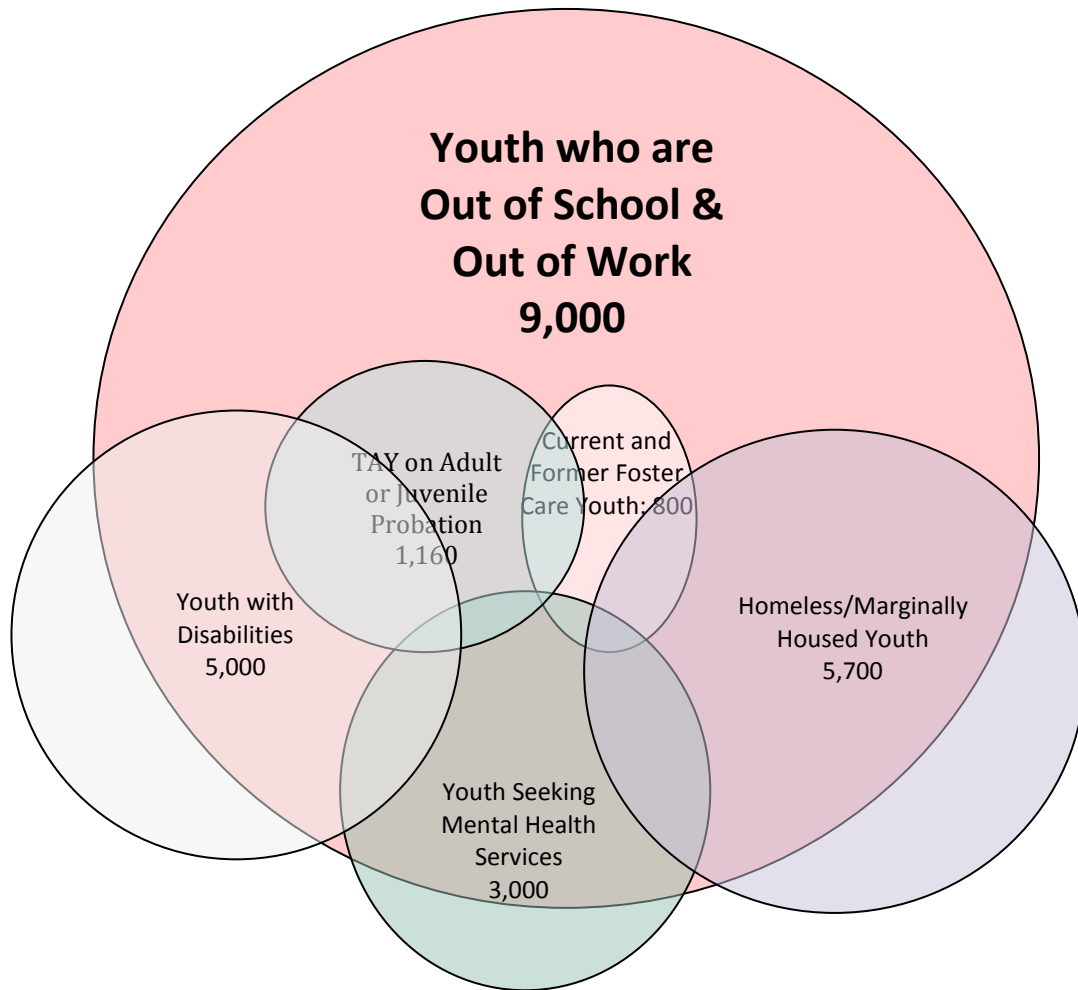 Youth who are
Out of School &
Out of Work
9,000
TAY on Adult
or Juvenile
Probation
1,160
Current and
Former Foster
Care Youth: 800
Youth with
Disabilities
5,000
Homeless/Marginally
Housed Youth
5,700
Youth Seeking
Mental Health
Services
3,000